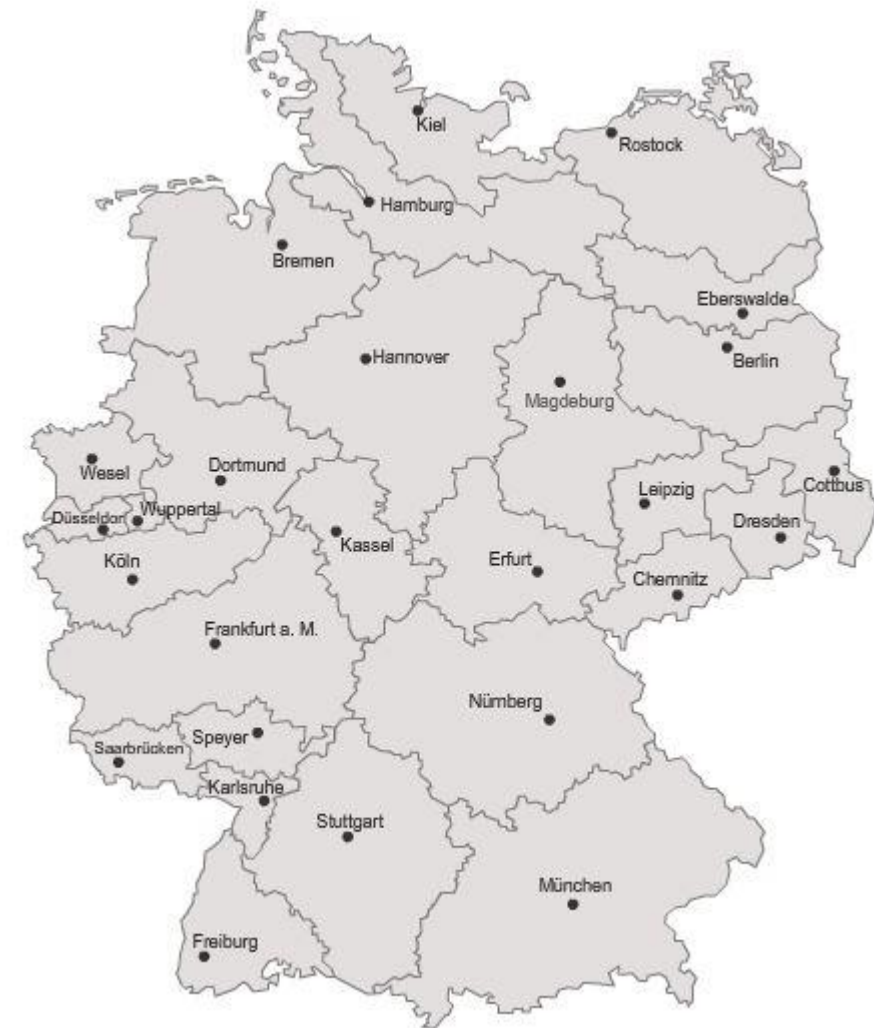 Kiel
Rostock
Hamburg
Bremen
Eberswalde
Hannover
Berlin
Magdeburg
Wesel
Dortmund
Cottbus
Leipzig
Düsseldor
Wuppertal
Dresden
Kassel
Erfurt
Köln
Chemnitz
Frankfurt a. M.
Nürnberg
Speyer
Saarbrücken
Karlsruhe
Stuttgart
München
Freiburg